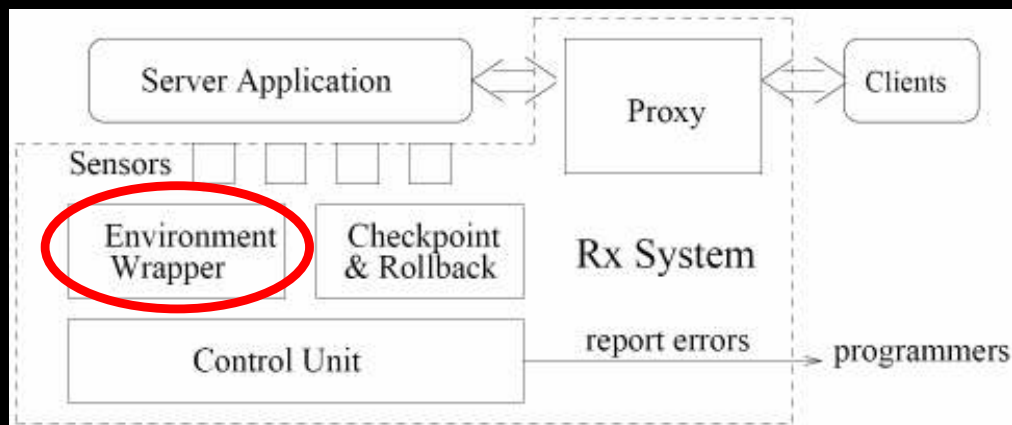 Server Application
Proxy
Clients
Sensors
Environment
Wrapper
Checkpoint
& Rollback
Rx System
Control Unit
report errors
programmers